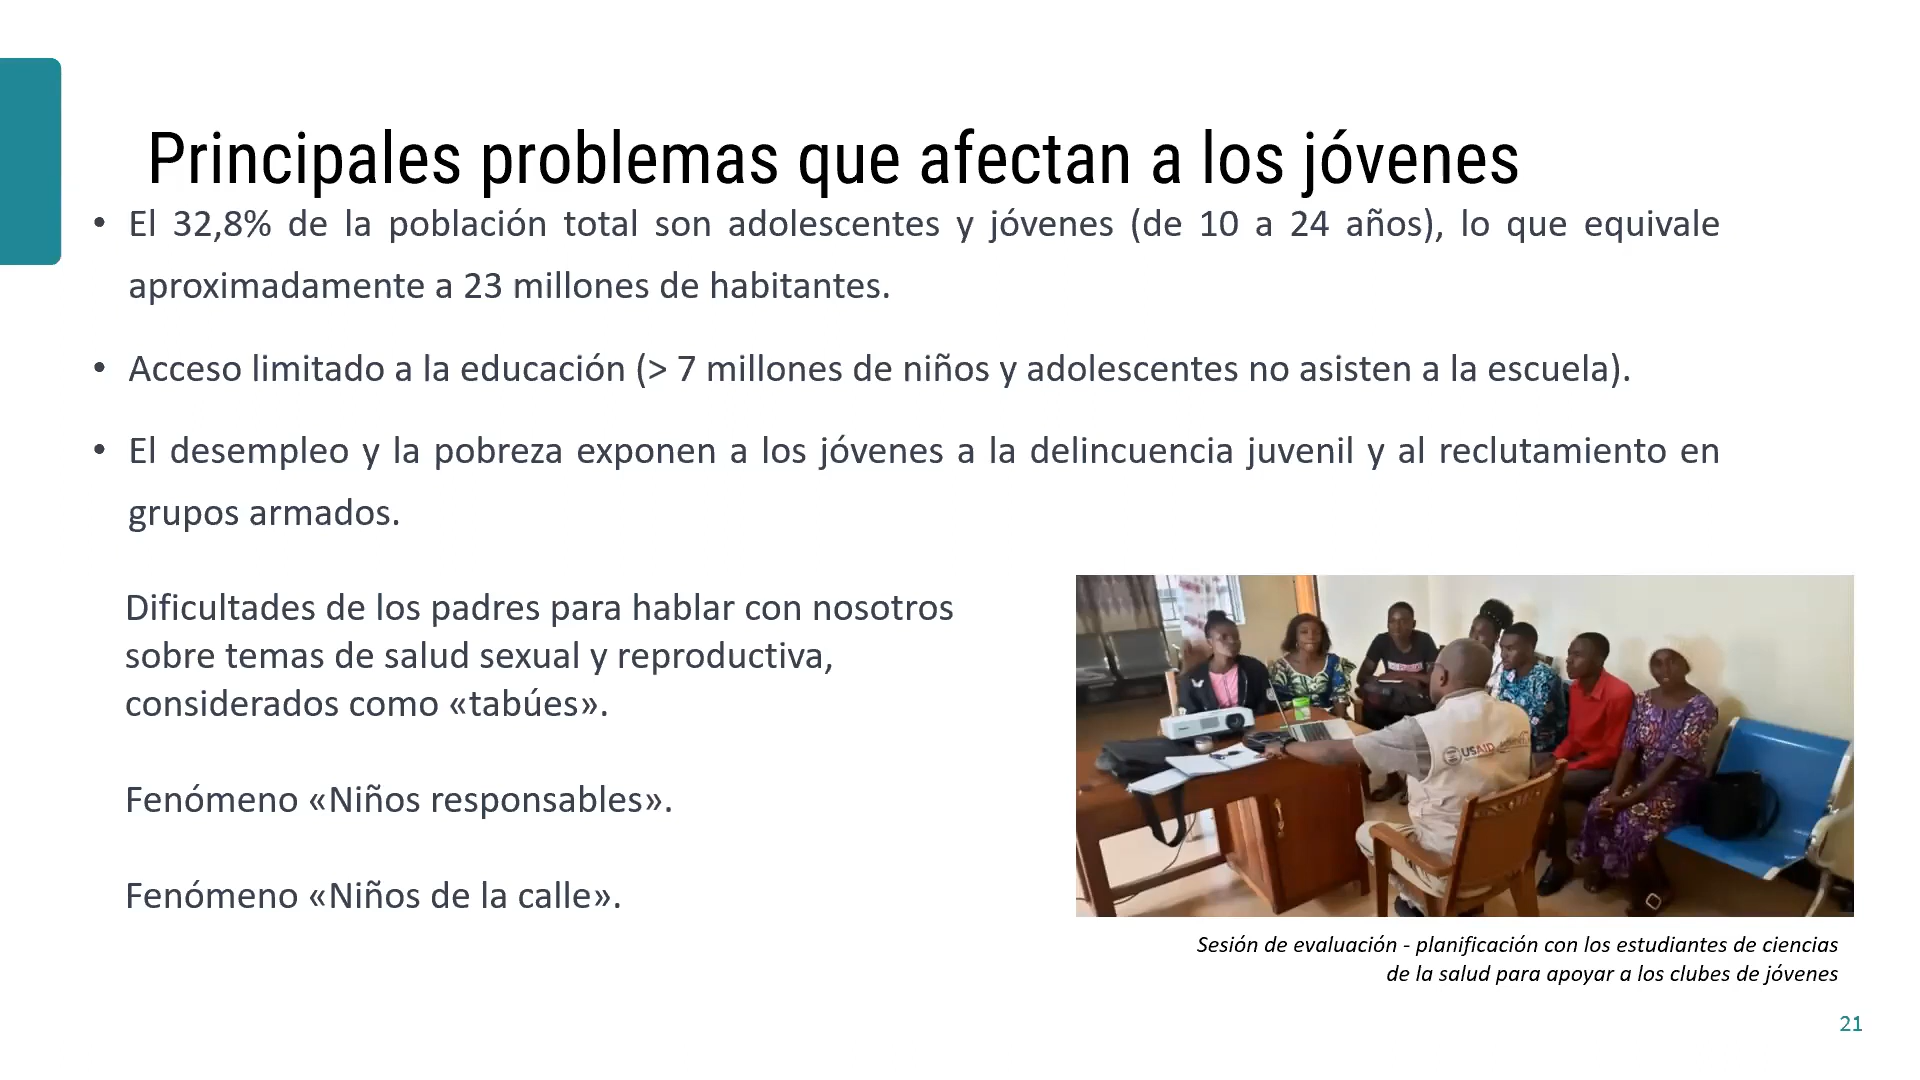 Principales problemas que afectan a los jóvenes
• El 32,8% de la población total son adolescentes y jóvenes (de 10 a 24 años), lo que equivale
aproximadamente a 23 millones de habitantes.
• Acceso limitado a la educación (> 7 millones de niños y adolescentes no asisten a la escuela).
• El desempleo y la pobreza exponen a los jóvenes a la delincuencia juvenil y al reclutamiento en
grupos armados.
Dificultades de los padres para hablar con nosotros
sobre temas de salud sexual y reproductiva,
considerados como «tabúes».
Fenómeno «Niños responsables».
Fenómeno «Niños de la calle».
USAID
Sesión de evaluación - planificación con los estudiantes de ciencias
de la salud para apoyar a los clubes de jóvenes
21